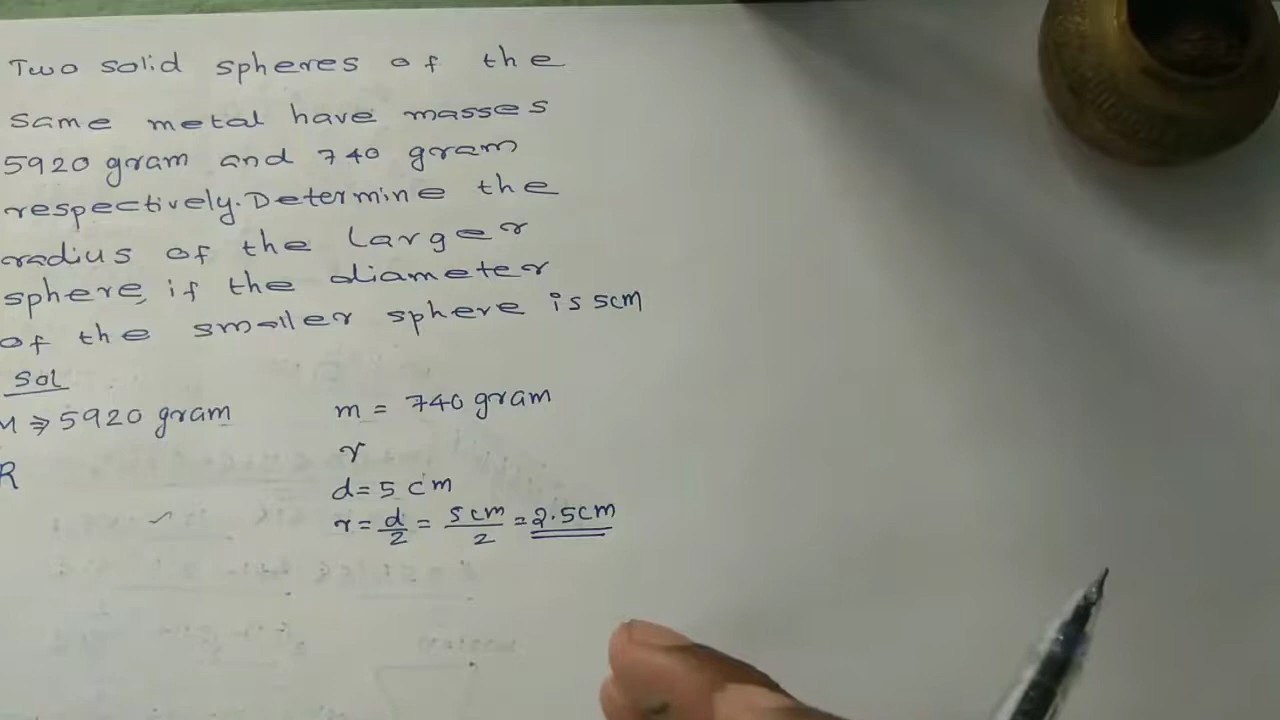 Two solid spheres of the
same metal have masses
5920 gram and 740 gram
respectively. Determine the
radius of the larger
sphere, if the diameter
of the smaller sphere is 5cm
Sol
M ⇒ 5920 gram m = 740 gram
R r
d = 5 cm
r = d/2 = 5cm/2 = 2.5cm